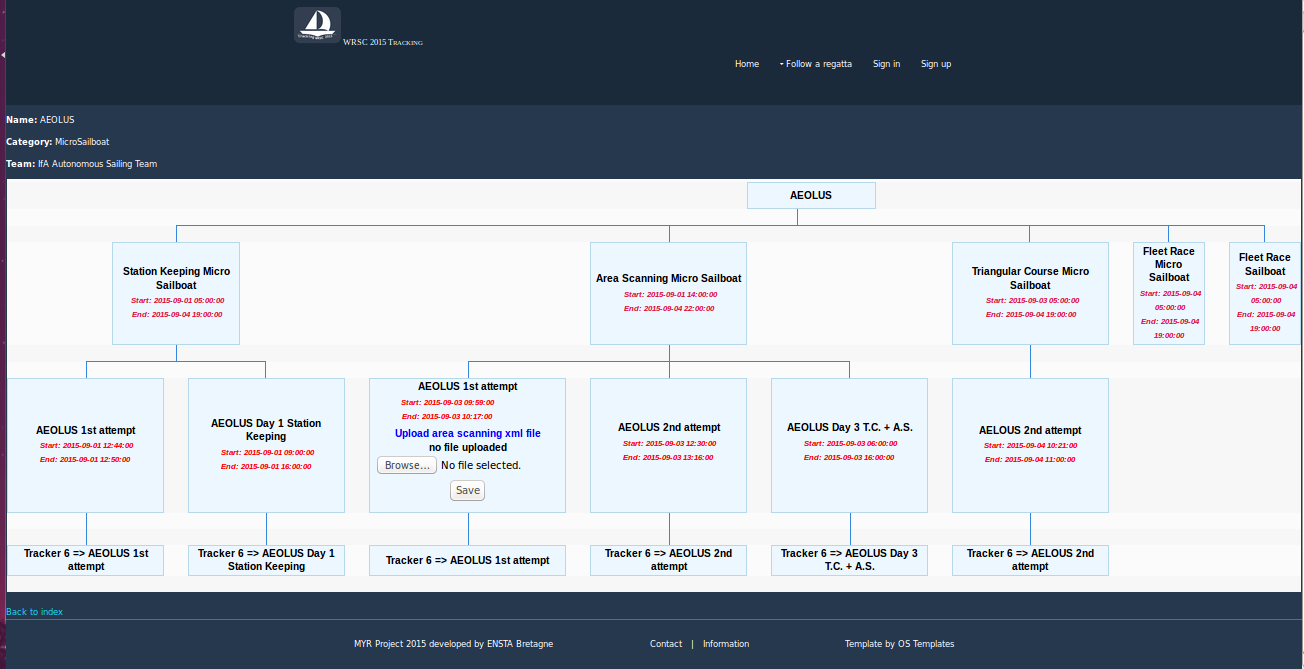 WRSC 2015 Tracking
Home
Follow a regatta
Sign in
Sign up
Name: AEOLUS
Category: MicroSailboat
Team: IfA Autonomous Sailing Team
AEOLUS
Station Keeping Micro
Sailboat
Start: 2015-09-01 05:00:00
End: 2015-09-04 19:00:00
Area Scanning Micro Sailboat
Start: 2015-09-01 14:00:00
End: 2015-09-04 22:00:00
Triangular Course Micro
Sailboat
Start: 2015-09-03 05:00:00
End: 2015-09-04 19:00:00
Fleet Race
Micro
Sailboat
Start: 2015-09-04
05:00:00
End: 2015-09-04
19:00:00
Fleet Race
Sailboat
Start: 2015-09-04
05:00:00
End: 2015-09-04
19:00:00
AEOLUS 1st attempt
Start: 2015-09-01 12:44:00
End: 2015-09-01 12:50:00
AEOLUS Day 1 Station
Keeping
Start: 2015-09-01 09:00:00
End: 2015-09-01 16:00:00
AEOLUS 1st attempt
Start: 2015-09-03 09:59:00
End: 2015-09-03 10:17:00
Upload area scanning xml file
no file uploaded
Browse... No file selected.
Save
AEOLUS 2nd attempt
Start: 2015-09-03 12:30:00
End: 2015-09-03 13:16:00
AEOLUS Day 3 T.C. + A.S.
Start: 2015-09-03 06:00:00
End: 2015-09-03 16:00:00
AELOUS 2nd attempt
Start: 2015-09-04 10:21:00
End: 2015-09-04 11:00:00
Tracker 6 => AEOLUS 1st
attempt
Tracker 6 => AEOLUS Day 1
Station Keeping
Tracker 6 => AEOLUS 1st attempt
Tracker 6 => AEOLUS 2nd
attempt
Tracker 6 => AEOLUS Day 3
T.C. + A.S.
Tracker 6 => AELOUS 2nd
attempt
Back to index
MYR Project 2015 developed by ENSTA Bretagne
Contact | Information
Template by OS Templates